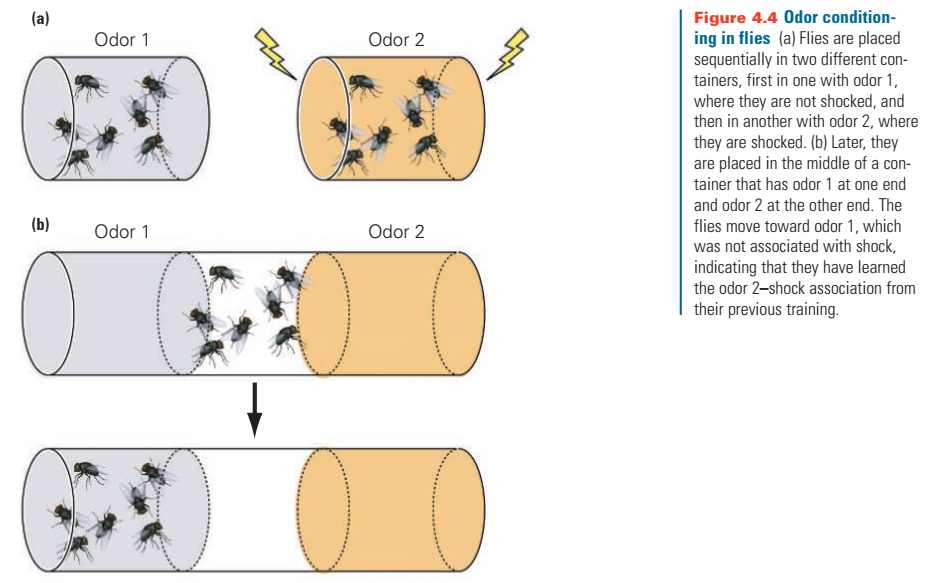 (a)
Odor 1
Odor 2
(b)
Odor 1
Odor 2
Figure 4.4 Odor condition-
ing in flies (a) Flies are placed
sequentially in two different con-
tainers, first in one with odor 1,
where they are not shocked, and
then in another with odor 2, where
they are shocked. (b) Later, they
are placed in the middle of a con-
tainer that has odor 1 at one end
and odor 2 at the other end. The
flies move toward odor 1, which
was not associated with shock,
indicating that they have learned
the odor 2–shock association from
their previous training.